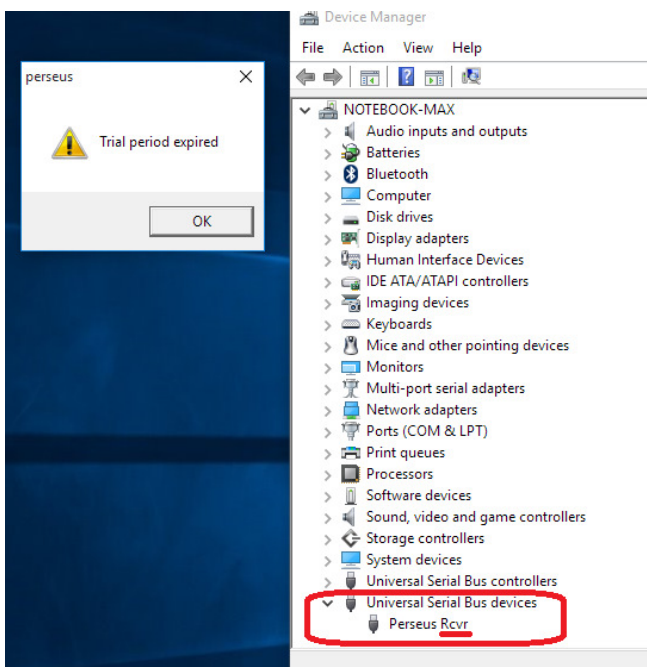 perseus
Trial period expired
OK
Device Manager
File Action View Help
NOTEBOOK-MAX
Audio inputs and outputs
Batteries
Bluetooth
Computer
Disk drives
Display adapters
Human Interface Devices
IDE ATA/ATAPI controllers
Imaging devices
Keyboards
Mice and other pointing devices
Monitors
Multi-port serial adapters
Network adapters
Ports (COM & LPT)
Print queues
Processors
Software devices
Sound, video and game controllers
Storage controllers
System devices
Universal Serial Bus controllers
Universal Serial Bus devices
Perseus Rcvr